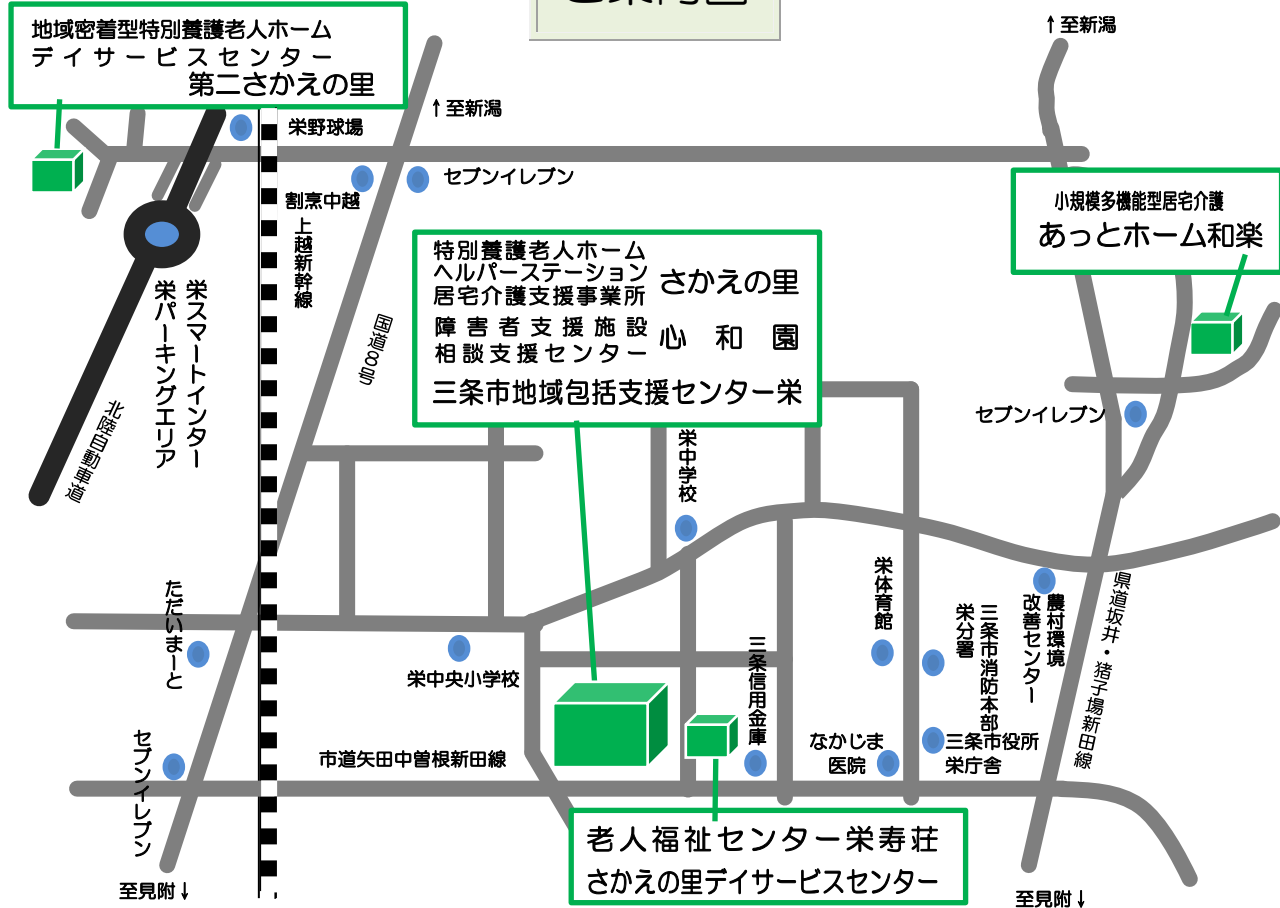 ご案内図
地域密着型特別養護老人ホーム
デイサービスセンター
第二さかえの里
↑至新潟
↑至新潟
栄野球場
セブンイレブン
割烹中越
上越新幹線
小規模多機能型居宅介護
あっとホーム和楽
特別養護老人ホーム
ヘルパーステーション
居宅介護支援事業所
さかえの里
障害者支援施設
相談支援センター
心和園
三条市地域包括支援センター栄
栄スマートインター
栄パーキングエリア
国道8号
北陸自動車道
セブンイレブン
栄中学校
ただいまーと
栄中央小学校
三条信用金庫
栄体育館
三条市消防本部
栄分署
農村環境
改善センター
県道坂井・猪子場新田線
セブンイレブン
市道矢田中曽根新田線
なかじま
医院
三条市役所
栄庁舎
老人福祉センター栄寿荘
さかえの里デイサービスセンター
至見附↓
至見附↓